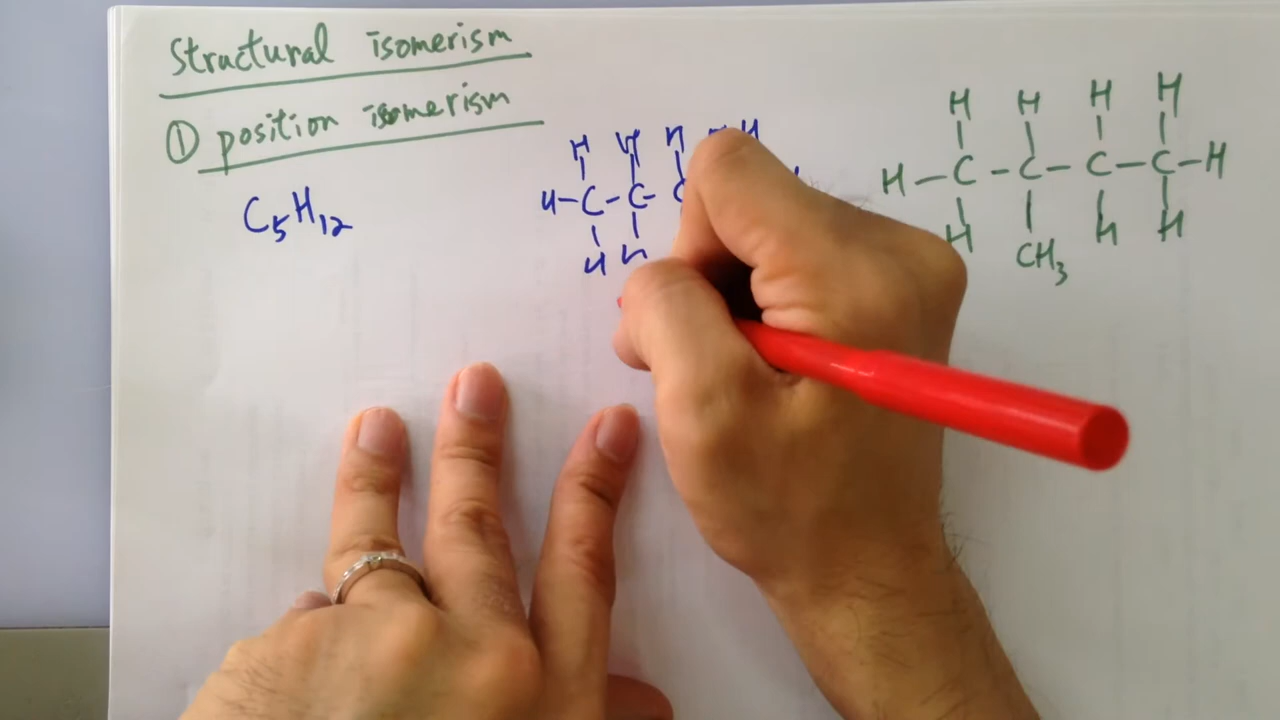 Structural isomerism
① position isomerism
C5H12
H H H H
H-C-C-C
H H
H H H H
H-C-C-C-C-H
H CH3 H H